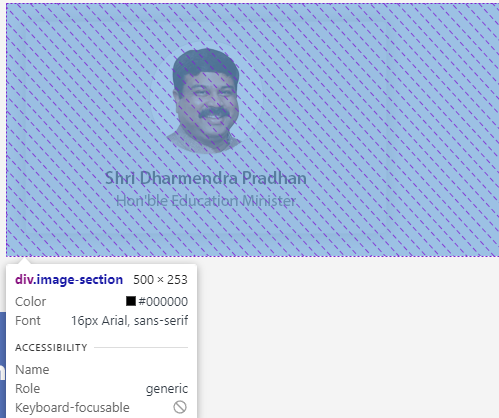 Shri Dharmendra Pradhan
Hon'ble Education Minister
div.image-section 500 × 253
Color #000000
Font 16px Arial, sans-serif
ACCESSIBILITY
Name
Role generic
Keyboard-focusable